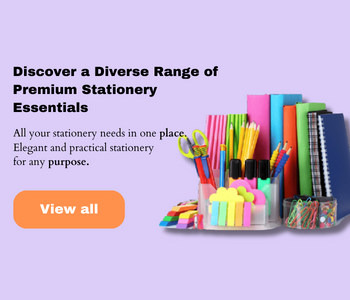 Discover a Diverse Range of
Premium Stationery
Essentials
All your stationery needs in one place.
Elegant and practical stationery
for any purpose.
View all